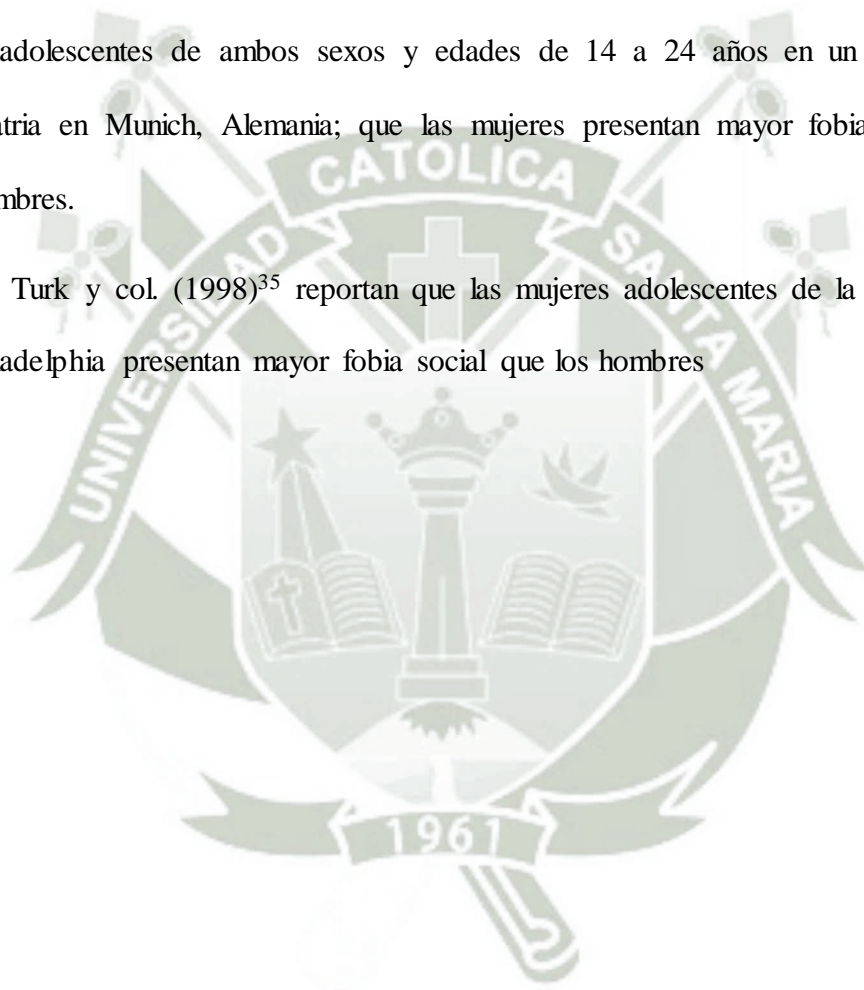 adolescentes de ambos sexos y edades de 14 a 24 años en un
atria en Munich, Alemania; que las mujeres presentan mayor fobia
mbres.
Turk y col. (1998)35 reportan que las mujeres adolescentes de la
adelphia presentan mayor fobia social que los hombres
UNIVERSIDAD CATOLICA SANTA MARIA
1961